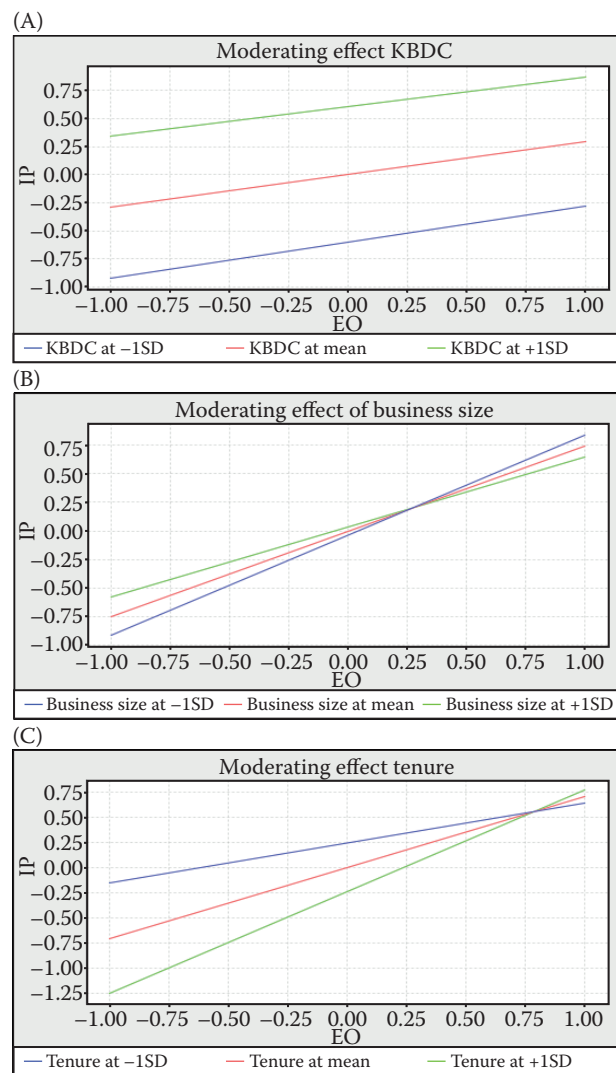 (A)
Moderating effect KBDC
0.75
0.50
0.25
0.00
−0.25
−0.50
−0.75
−1.00
IP
−1.00 −0.75 −0.50 −0.25 0.00 0.25 0.50 0.75 1.00
EO
KBDC at −1SD KBDC at mean KBDC at +1SD
(B)
Moderating effect of business size
0.75
0.50
0.25
0.00
−0.25
−0.50
−0.75
−1.00
IP
−1.00 −0.75 −0.50 −0.25 0.00 0.25 0.50 0.75 1.00
EO
Business size at −1SD Business size at mean Business size at +1SD
(C)
Moderating effect tenure
0.75
0.50
0.25
0.00
−0.25
−0.50
−0.75
−1.00
−1.25
IP
−1.00 −0.75 −0.50 −0.25 0.00 0.25 0.50 0.75 1.00
EO
Tenure at −1SD Tenure at mean Tenure at +1SD